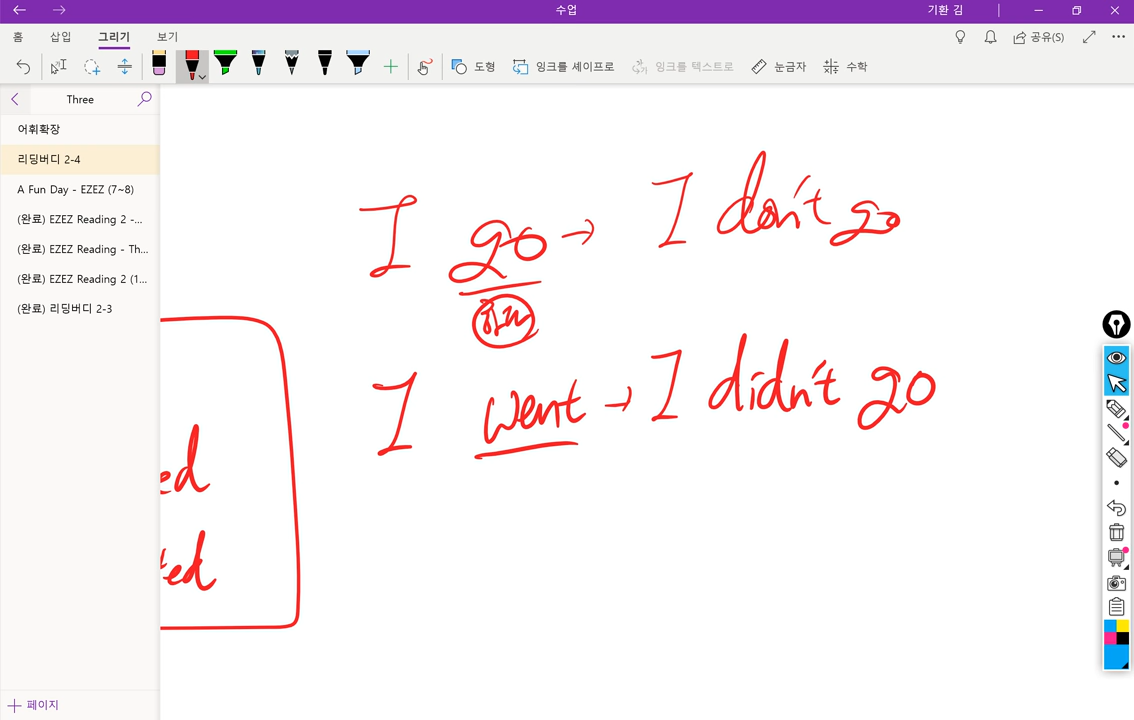 수업
기환 김
홈 삽입 그리기 보기
공유(S)
도형 잉크를 셰이프로 잉크를 텍스트로 눈금자 수학
Three
어휘확장
리딩버디 2-4
A Fun Day - EZEZ (7~8)
(완료) EZEZ Reading 2 -...
(완료) EZEZ Reading - Th...
(완료) EZEZ Reading 2 (1...
(완료) 리딩버디 2-3
페이지
I go → I don't go
현재
I went → I didn't go
ed
ted